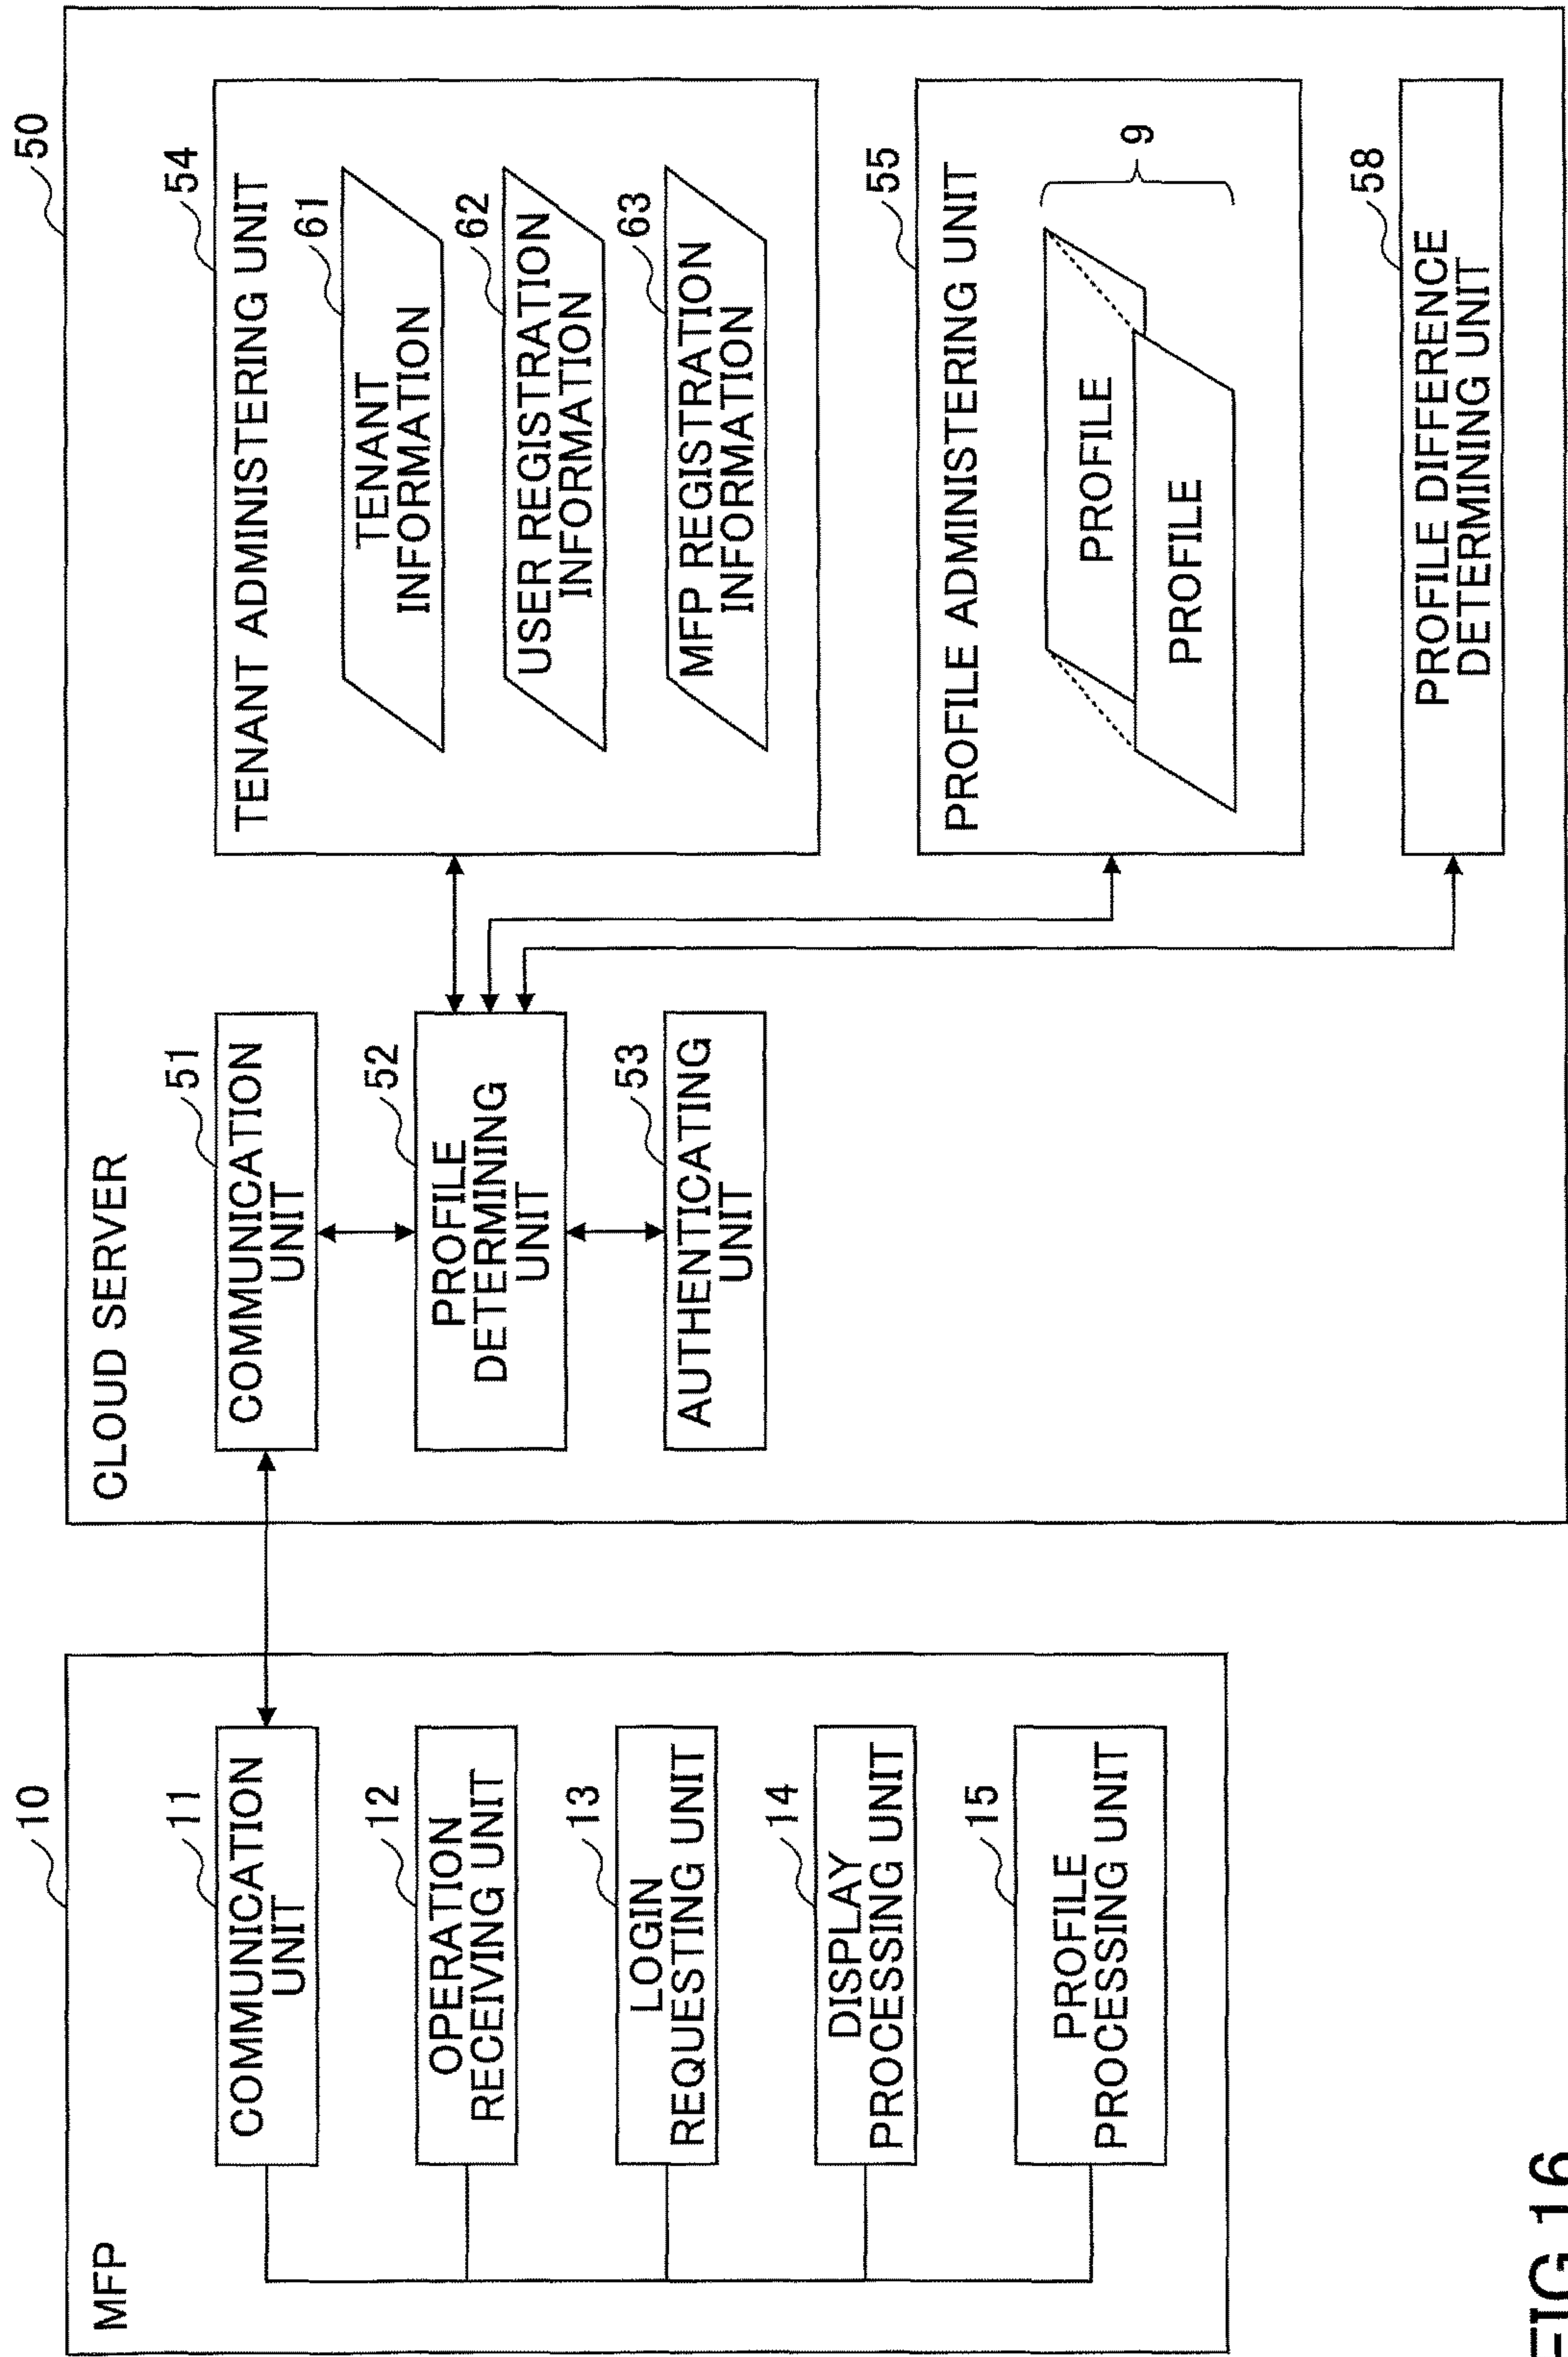 10
MFP
11
COMMUNICATION
UNIT
12
OPERATION
RECEIVING UNIT
13
LOGIN
REQUESTING UNIT
14
DISPLAY
PROCESSING UNIT
15
PROFILE
PROCESSING UNIT
50
CLOUD SERVER
51
COMMUNICATION
UNIT
52
PROFILE
DETERMINING
UNIT
53
AUTHENTICATING
UNIT
54
TENANT ADMINISTERING UNIT
61
TENANT
INFORMATION
62
USER REGISTRATION
INFORMATION
63
MFP REGISTRATION
INFORMATION
55
PROFILE ADMINISTERING UNIT
9
PROFILE
PROFILE
58
PROFILE DIFFERENCE
DETERMINING UNIT
FIG.16